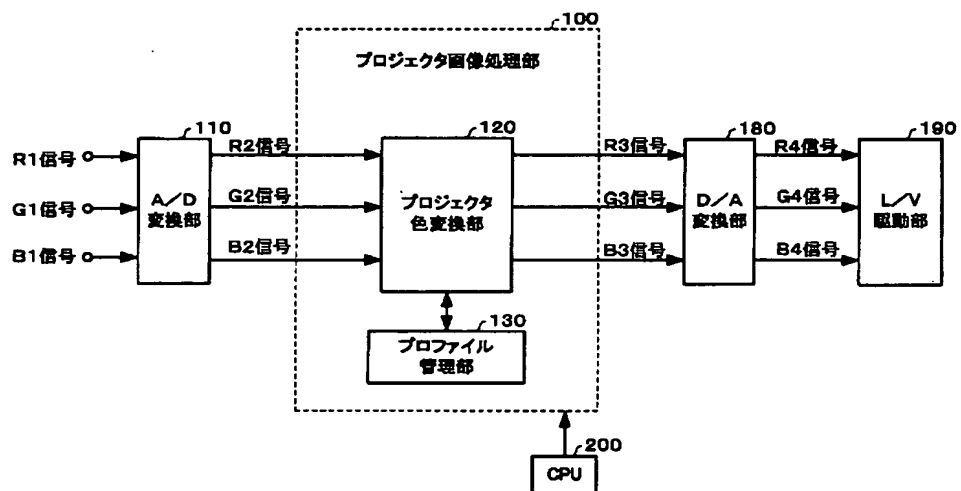 100
プロジェクタ画像処理部
110
120
180
190
R1信号
R2信号
R3信号
R4信号
G1信号
A／D
変換部
G2信号
プロジェクタ
色変換部
G3信号
D／A
変換部
G4信号
L／V
駆動部
B1信号
B2信号
B3信号
B4信号
130
プロファイル
管理部
200
CPU